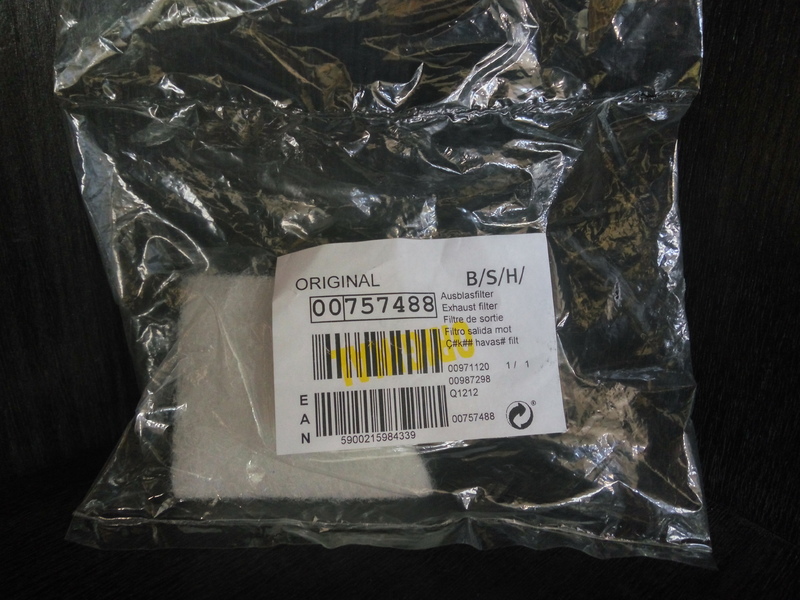 ORIGINAL
B/S/H/
00757488
Ausblasfilter
Exhaust filter
Filtre de sortie
Filtro salida mot
Ç#k## havas# filt
00971120 1 / 1
00987298
Q1212
EAN
5900215984339
00757488
®